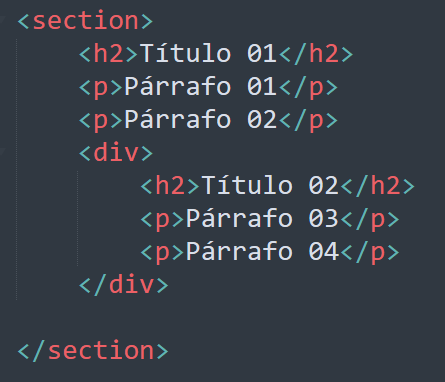 <section>
<h2>Título 01</h2>
<p>Párrafo 01</p>
<p>Párrafo 02</p>
<div>
<h2>Título 02</h2>
<p>Párrafo 03</p>
<p>Párrafo 04</p>
</div>
</section>